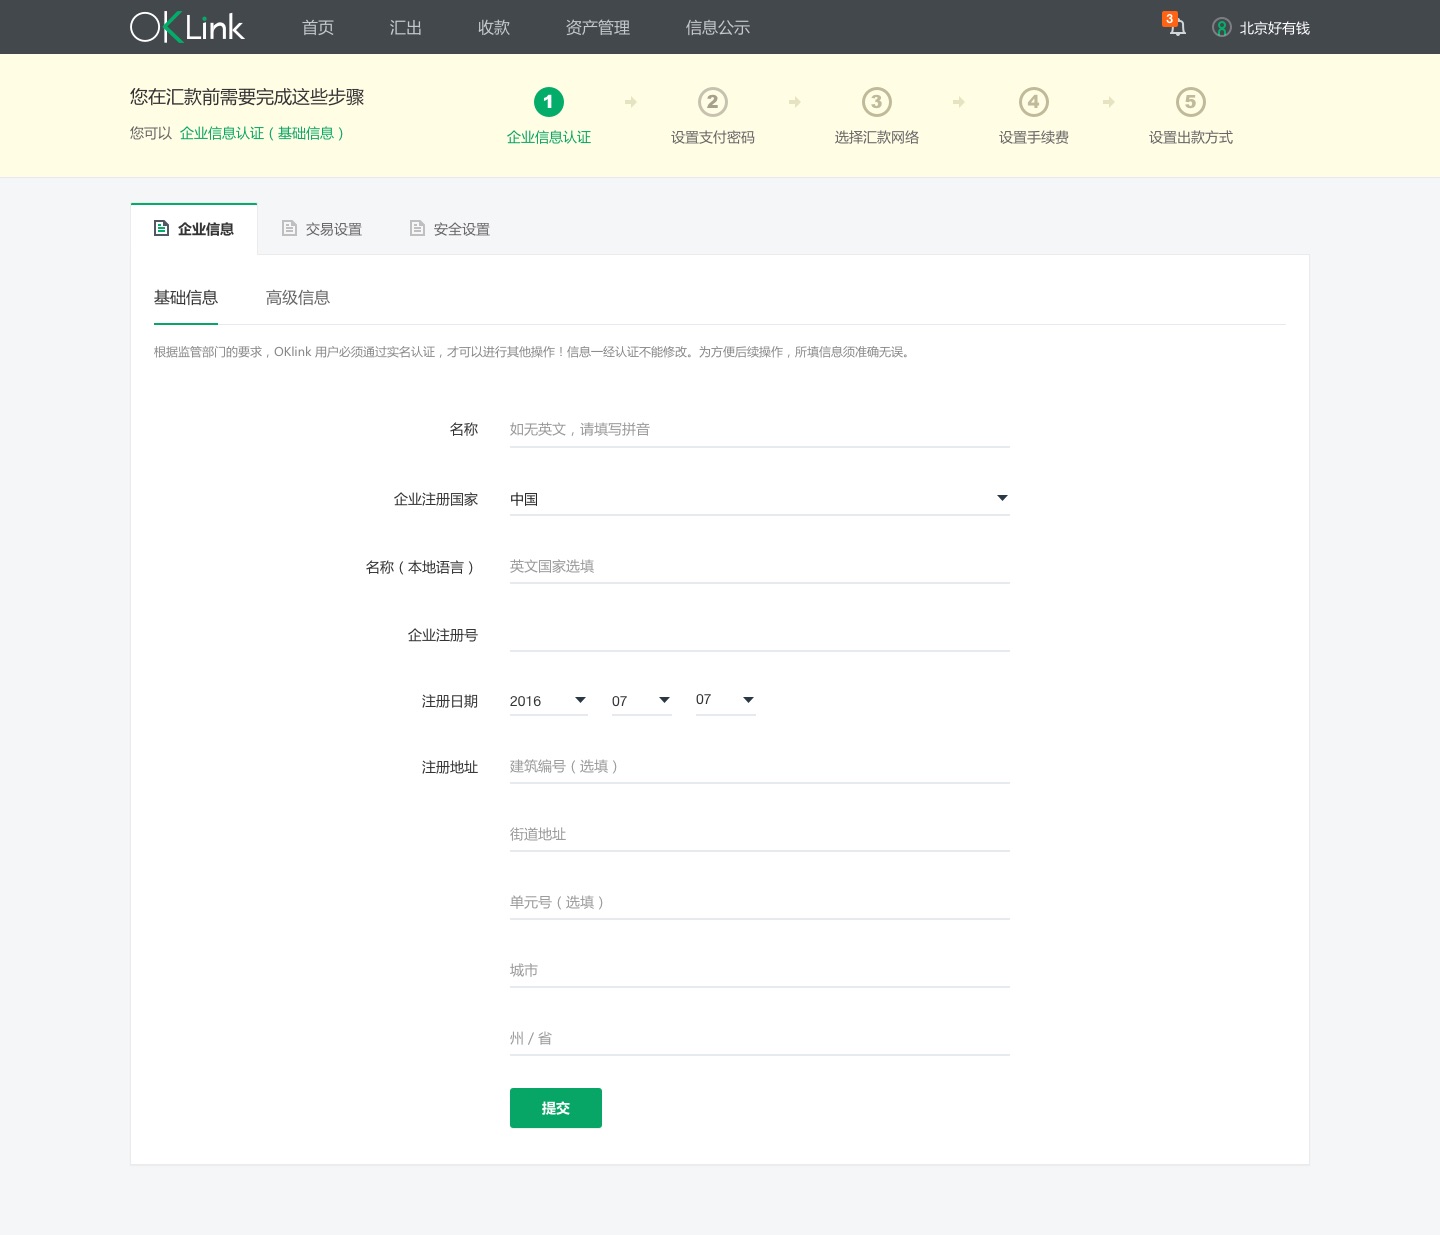 OKLink 首页 汇出 收款 资产管理 信息公示 3 北京好有钱
您在汇款前需要完成这些步骤
您可以 企业信息认证（基础信息）
1 2 3 4 5
企业信息认证 设置支付密码 选择汇款网络 设置手续费 设置出款方式
企业信息 交易设置 安全设置
基础信息 高级信息
根据监管部门的要求，OKlink 用户必须通过实名认证，才可以进行其他操作！信息一经认证不能修改。为方便后续操作，所填信息须准确无误。
名称 如无英文，请填写拼音
企业注册国家 中国
名称（本地语言） 英文国家选填
企业注册号
注册日期 2016 07 07
注册地址 建筑编号（选填）
街道地址
单元号（选填）
城市
州 / 省
提交